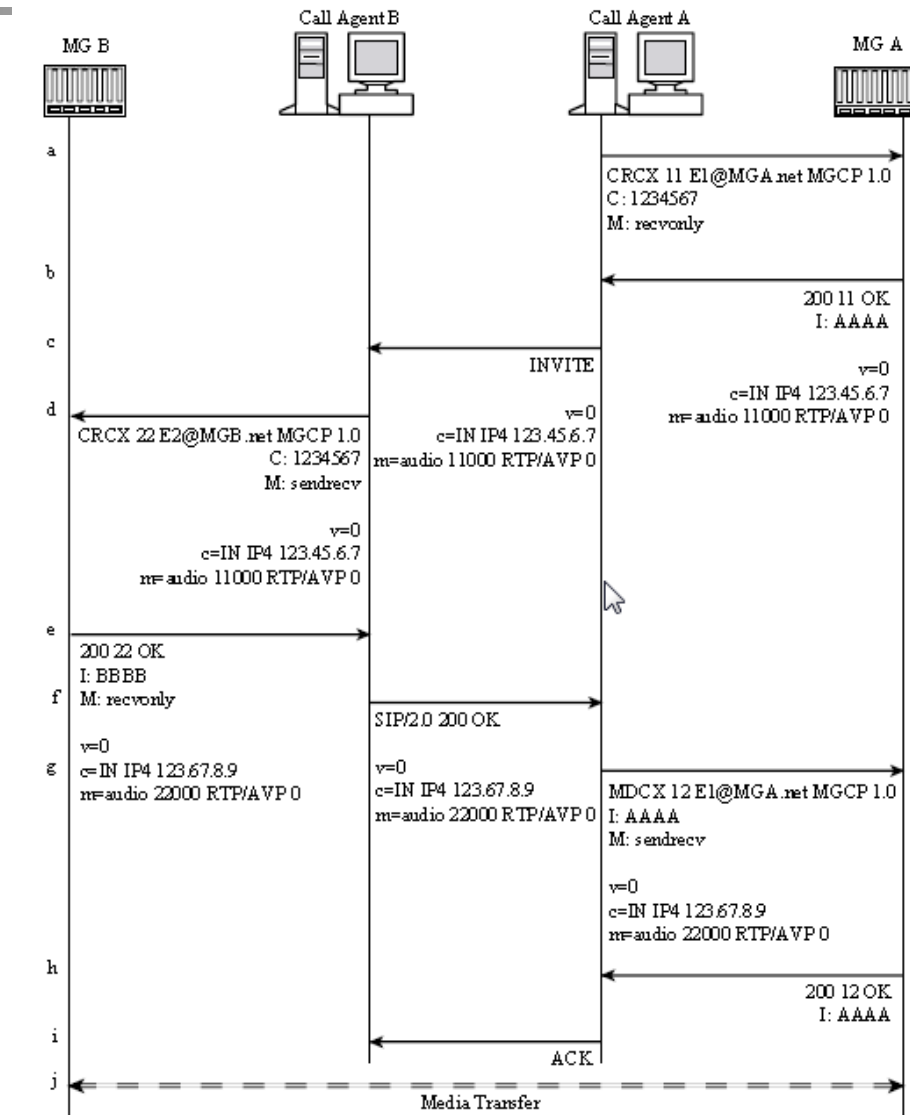 Call Agent B
Call Agent A
MG B
MG A
a
CRCX 11 E1@MGA.net MGCP 1.0
C: 1234567
M: recvonly
b
200 11 OK
I: AAAA
v=0
c=IN IP4 123.45.6.7
m=audio 11000 RTP/AVP 0
c
INVITE
v=0
c=IN IP4 123.45.6.7
m=audio 11000 RTP/AVP 0
d
CRCX 22 E2@MGB.net MGCP 1.0
C: 1234567
M: sendrecv
v=0
c=IN IP4 123.45.6.7
m=audio 11000 RTP/AVP 0
e
200 22 OK
I: BBBB
M: recvonly
v=0
c=IN IP4 123.67.8.9
m=audio 22000 RTP/AVP 0
f
SIP/2.0 200 OK
v=0
c=IN IP4 123.67.8.9
m=audio 22000 RTP/AVP 0
g
MDCX 12 E1@MGA.net MGCP 1.0
I: AAAA
M: sendrecv
v=0
c=IN IP4 123.67.8.9
m=audio 22000 RTP/AVP 0
h
200 12 OK
I: AAAA
i
ACK
j
Media Transfer